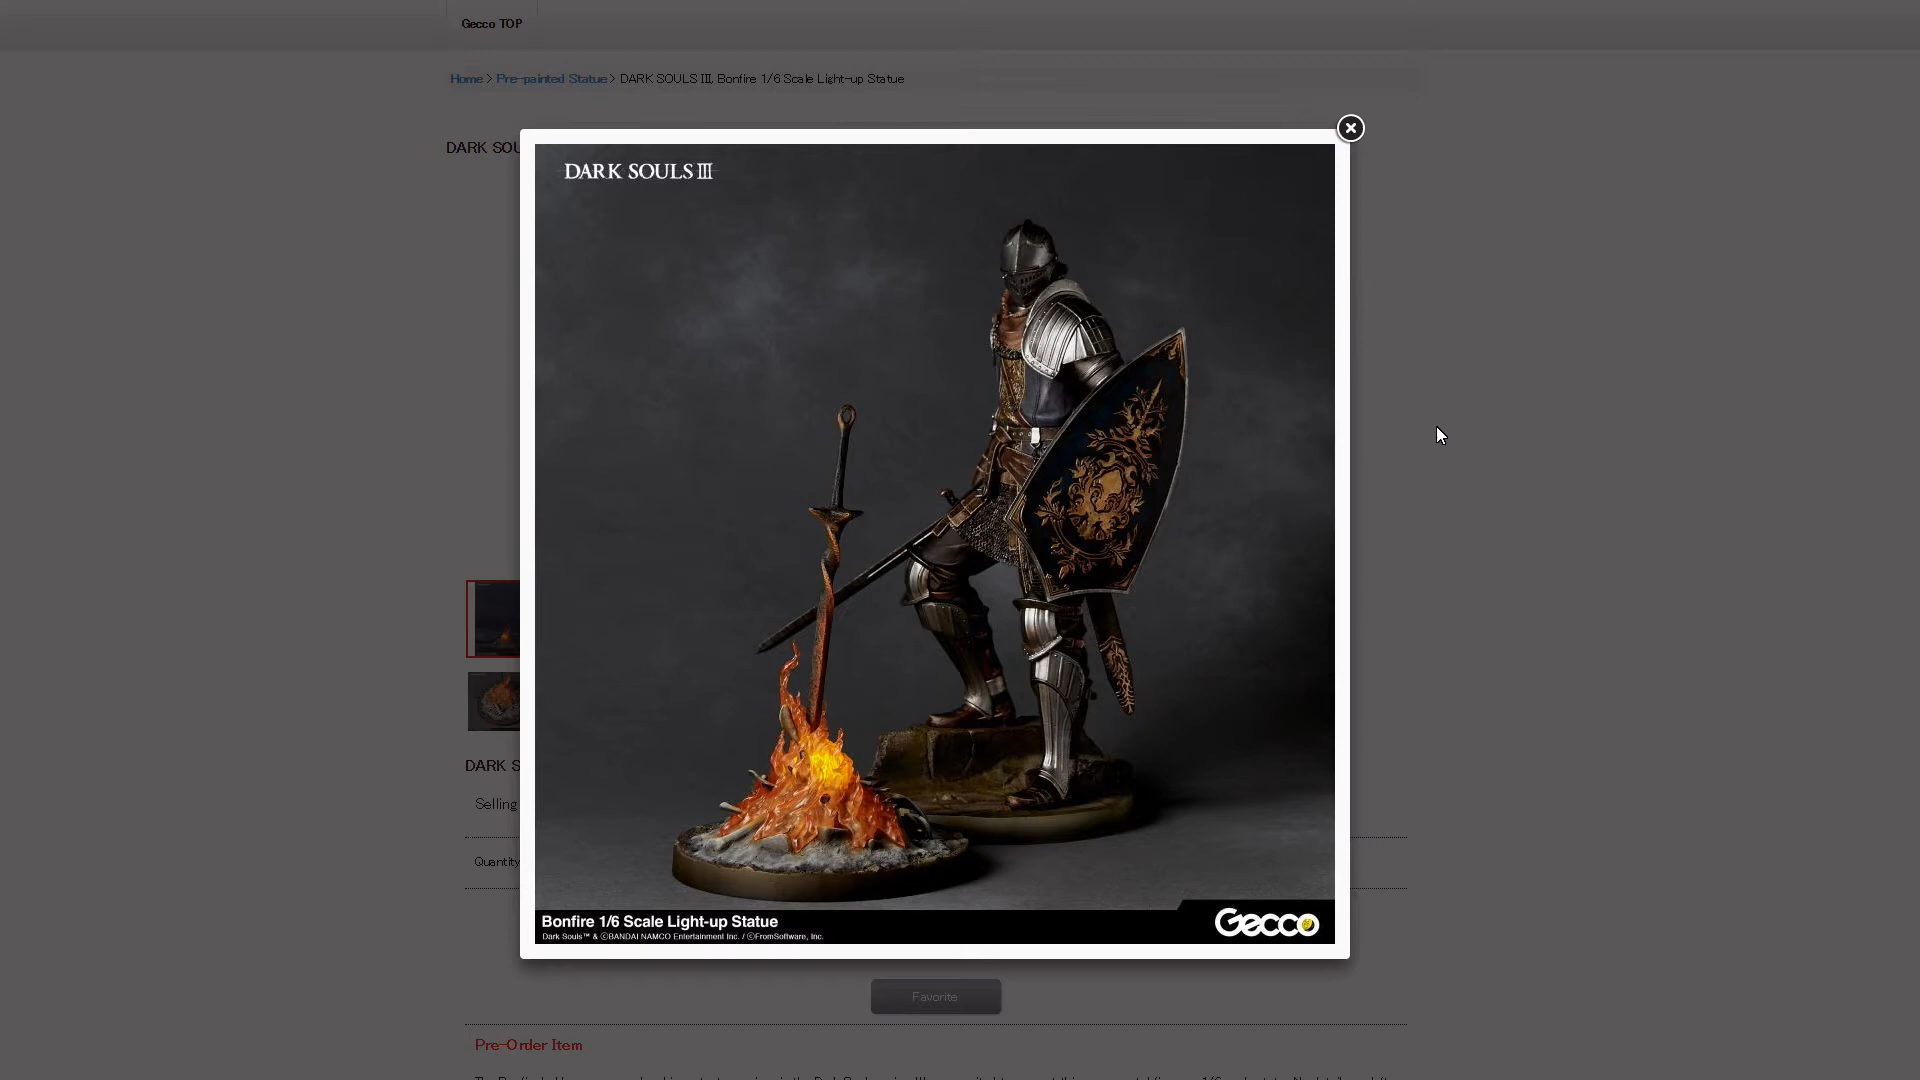 Gecco TOP
Home > Pre-painted Statue > DARK SOULS III, Bonfire 1/6 Scale Light-up Statue
DARK SOU
DARK SOULS III
DARK S
Selling
Quantity
Bonfire 1/6 Scale Light-up Statue
Dark Souls™ & ©BANDAI NAMCO Entertainment Inc. / ©FromSoftware, Inc.
Gecco
Favorite
Pre-Order Item